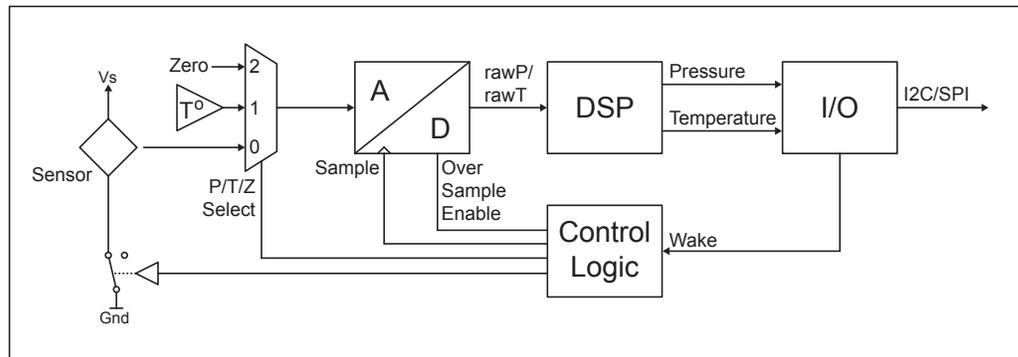 Vs
Zero
2
T°
1
0
Sensor
P/T/Z
Select
A
D
Sample
Over
Sample
Enable
rawP/
rawT
DSP
Pressure
Temperature
I/O
I2C/SPI
Control
Logic
Wake
Gnd